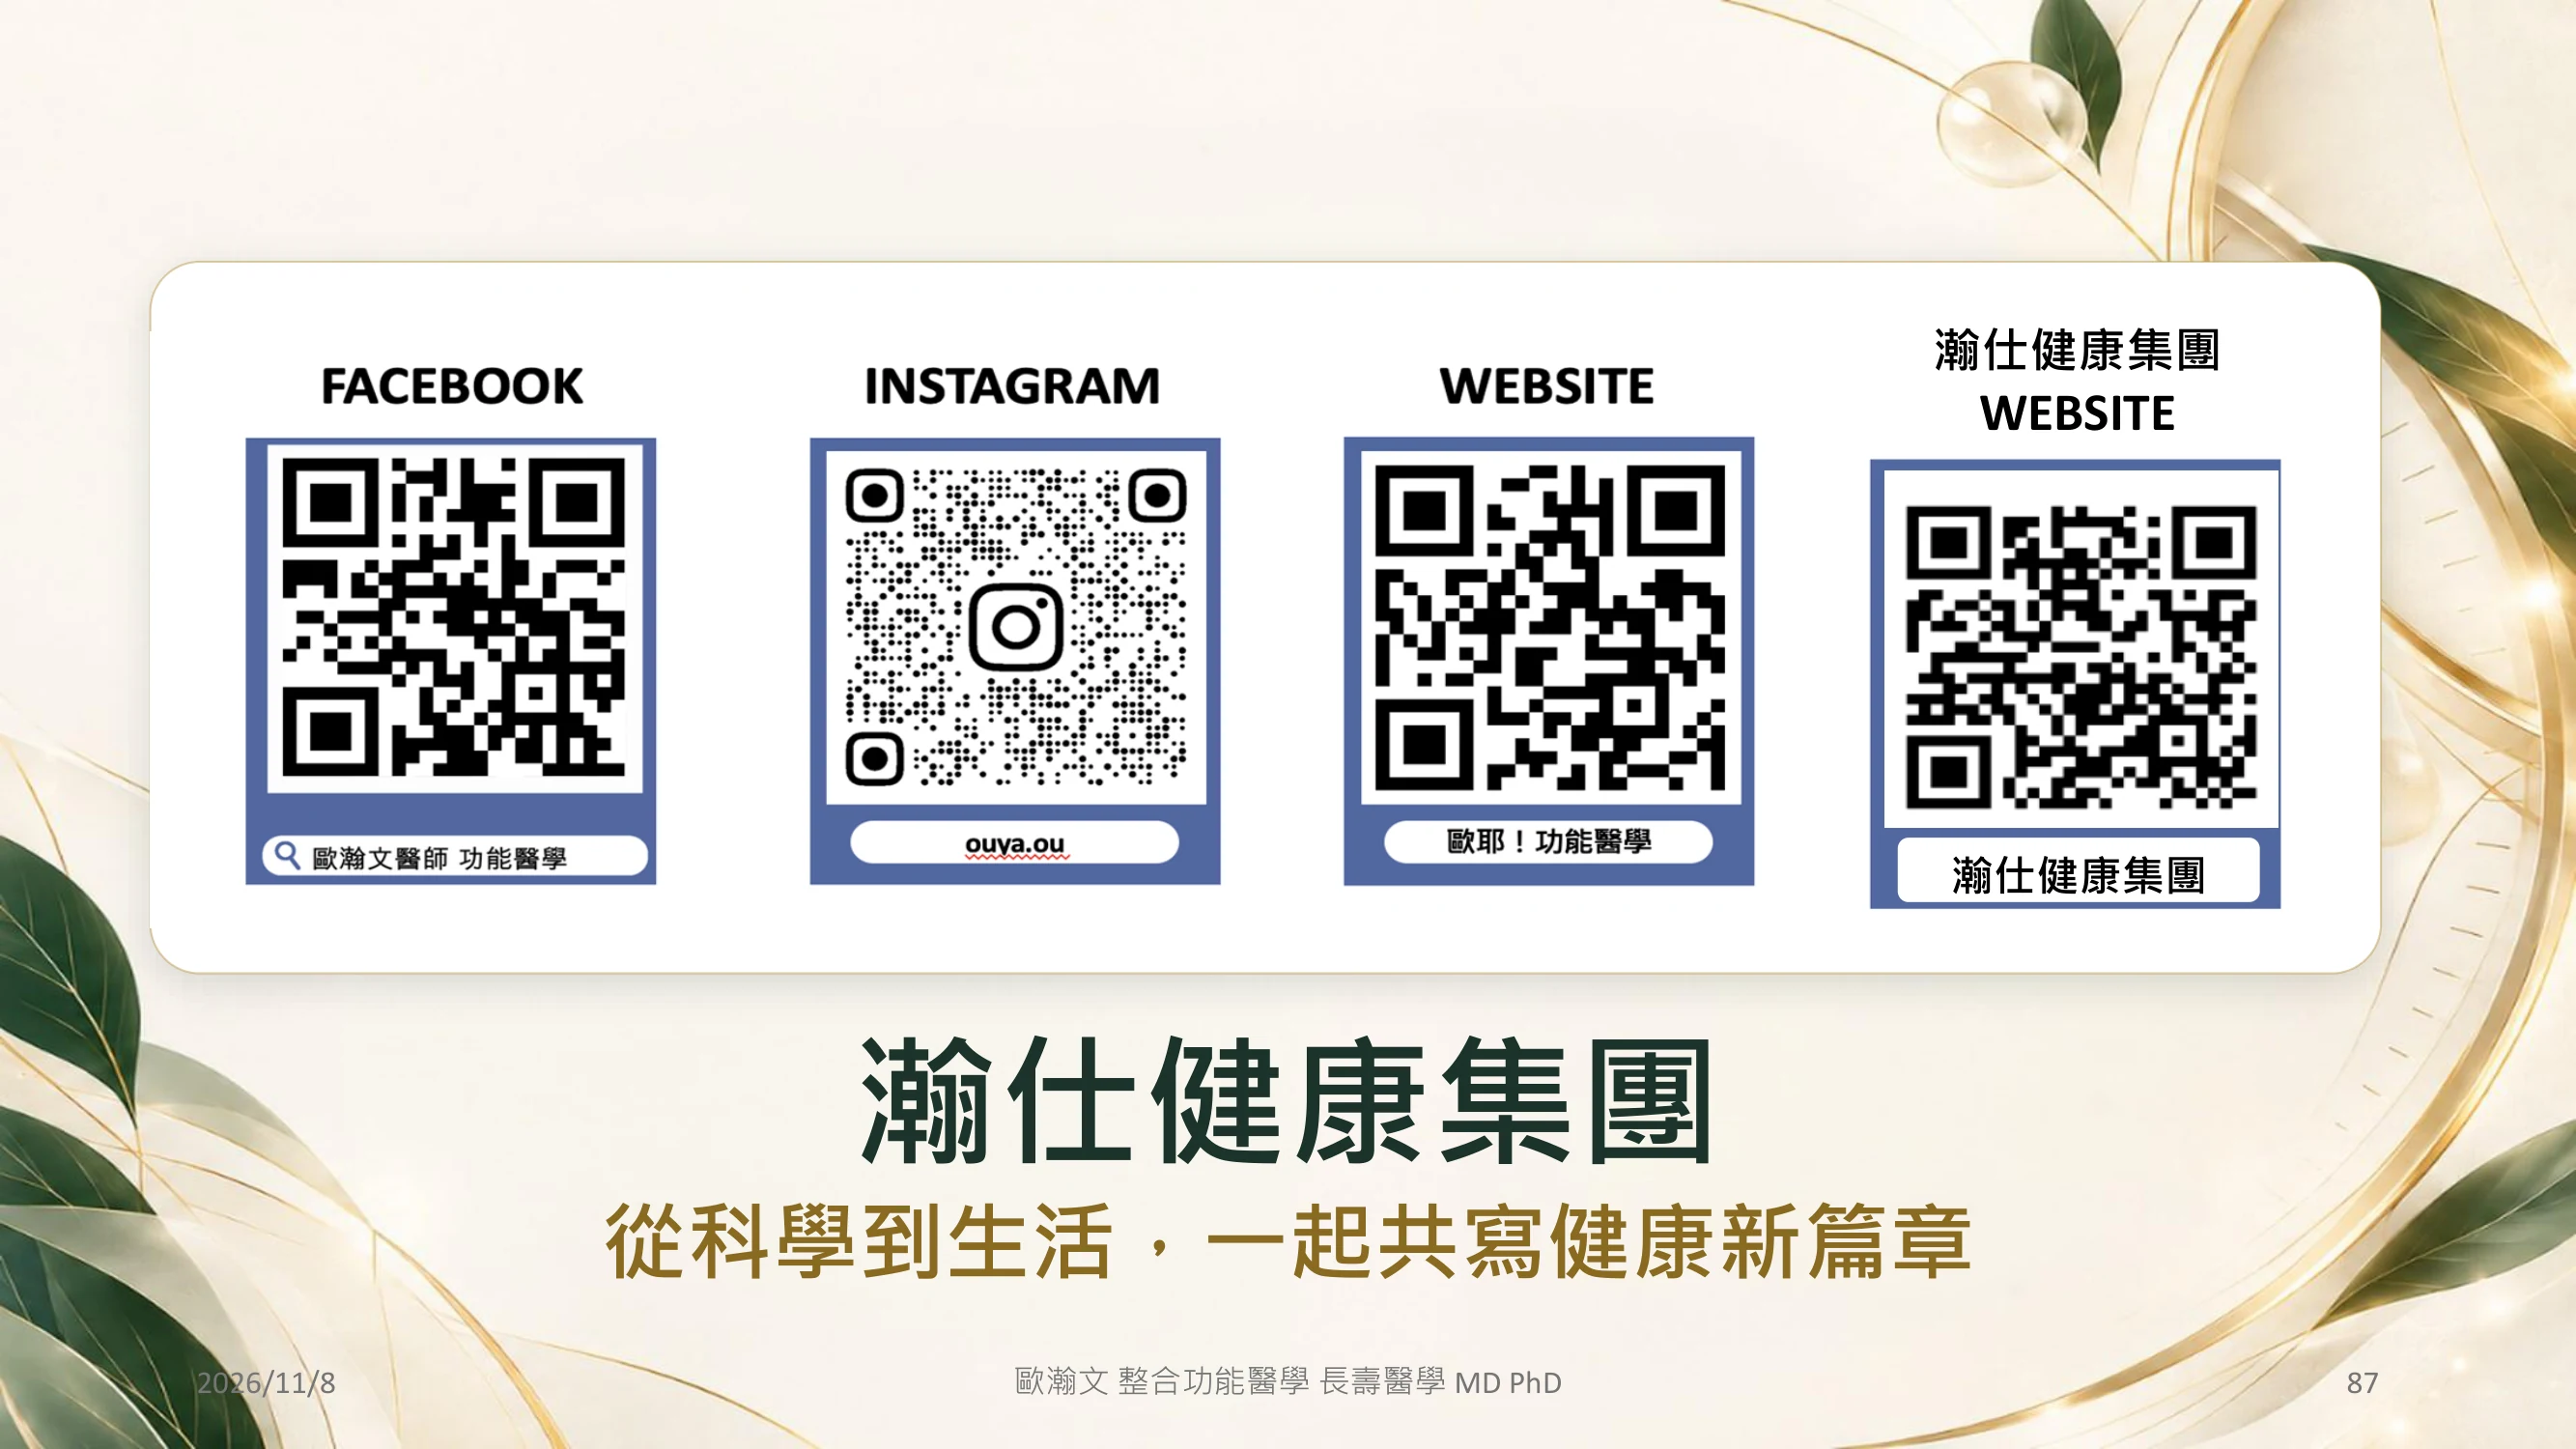 FACEBOOK
INSTAGRAM
WEBSITE
瀚仕健康集團
WEBSITE
歐瀚文醫師 功能醫學
ouya.ou
歐耶！功能醫學
瀚仕健康集團
瀚仕健康集團
從科學到生活，一起共寫健康新篇章
2026/11/8
歐瀚文 整合功能醫學 長壽醫學 MD PhD
87